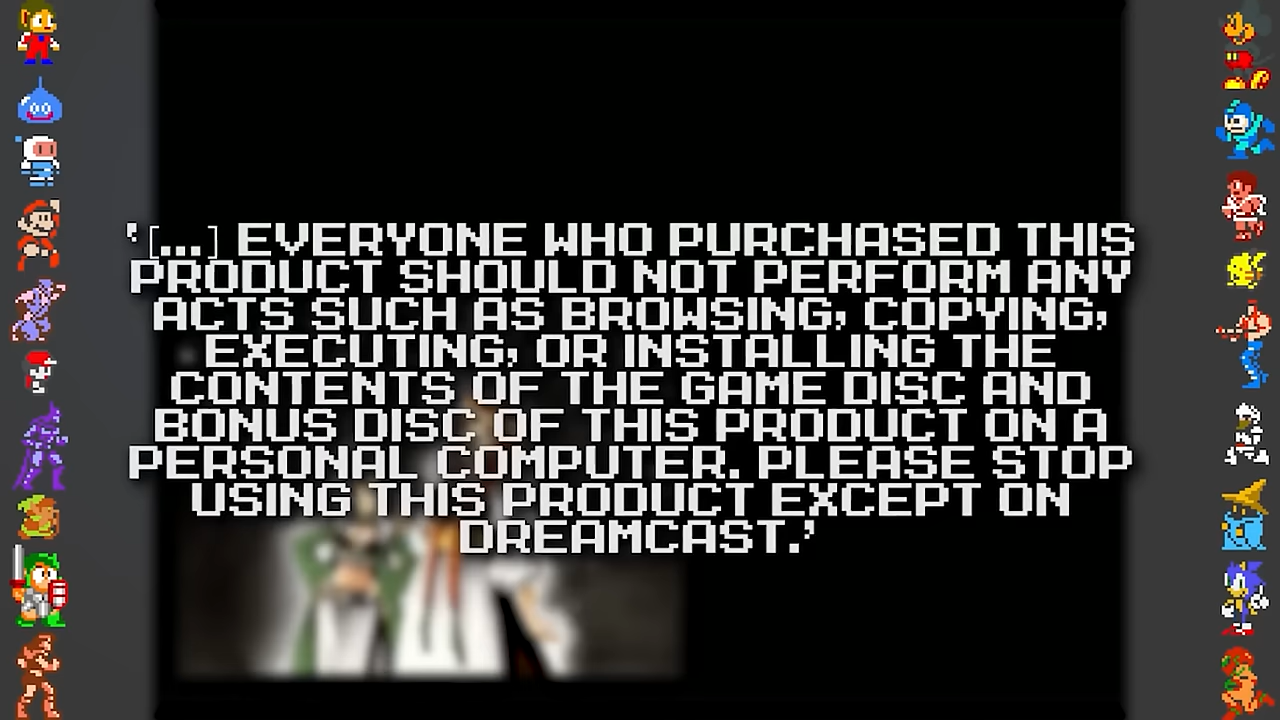 ‘[...] EVERYONE WHO PURCHASED THIS
PRODUCT SHOULD NOT PERFORM ANY
ACTS SUCH AS BROWSING, COPYING,
EXECUTING, OR INSTALLING THE
CONTENTS OF THE GAME DISC AND
BONUS DISC OF THIS PRODUCT ON A
PERSONAL COMPUTER. PLEASE STOP
USING THIS PRODUCT EXCEPT ON
DREAMCAST.’